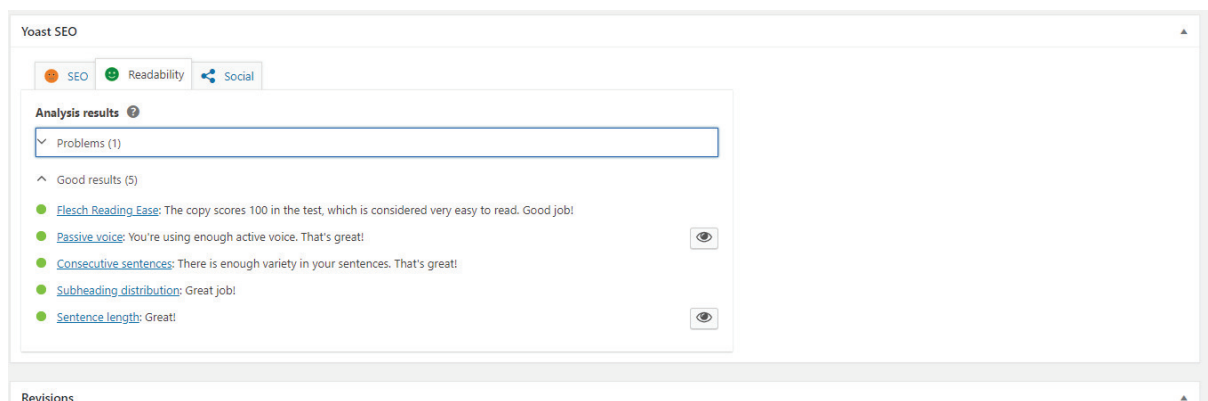 Yoast SEO
SEO
Readability
Social
Analysis results
Problems (1)
Good results (5)
Flesch Reading Ease: The copy scores 100 in the test, which is considered very easy to read. Good job!
Passive voice: You're using enough active voice. That's great!
Consecutive sentences: There is enough variety in your sentences. That's great!
Subheading distribution: Great job!
Sentence length: Great!
Revisions